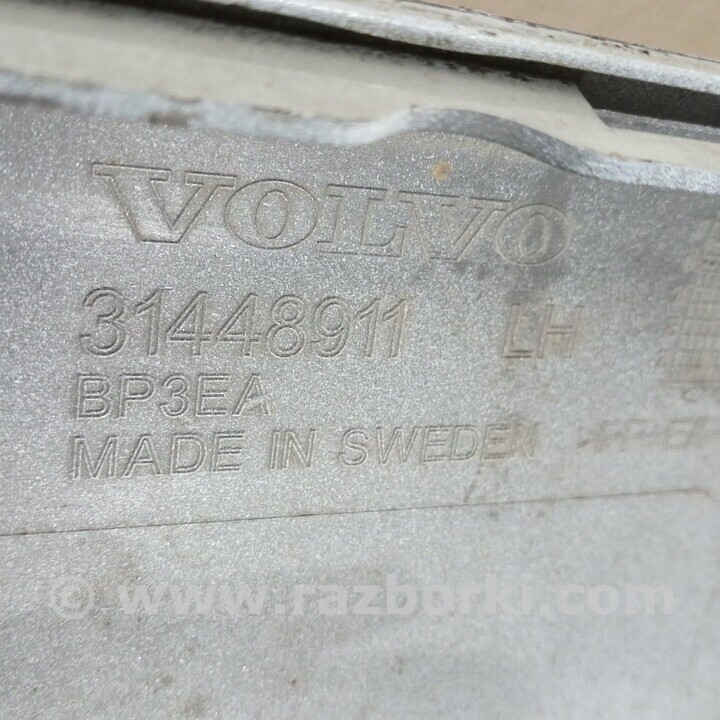 VOLVO
31448911 LH
BP3EA
MADE IN SWEDEN
© www.razborki.com